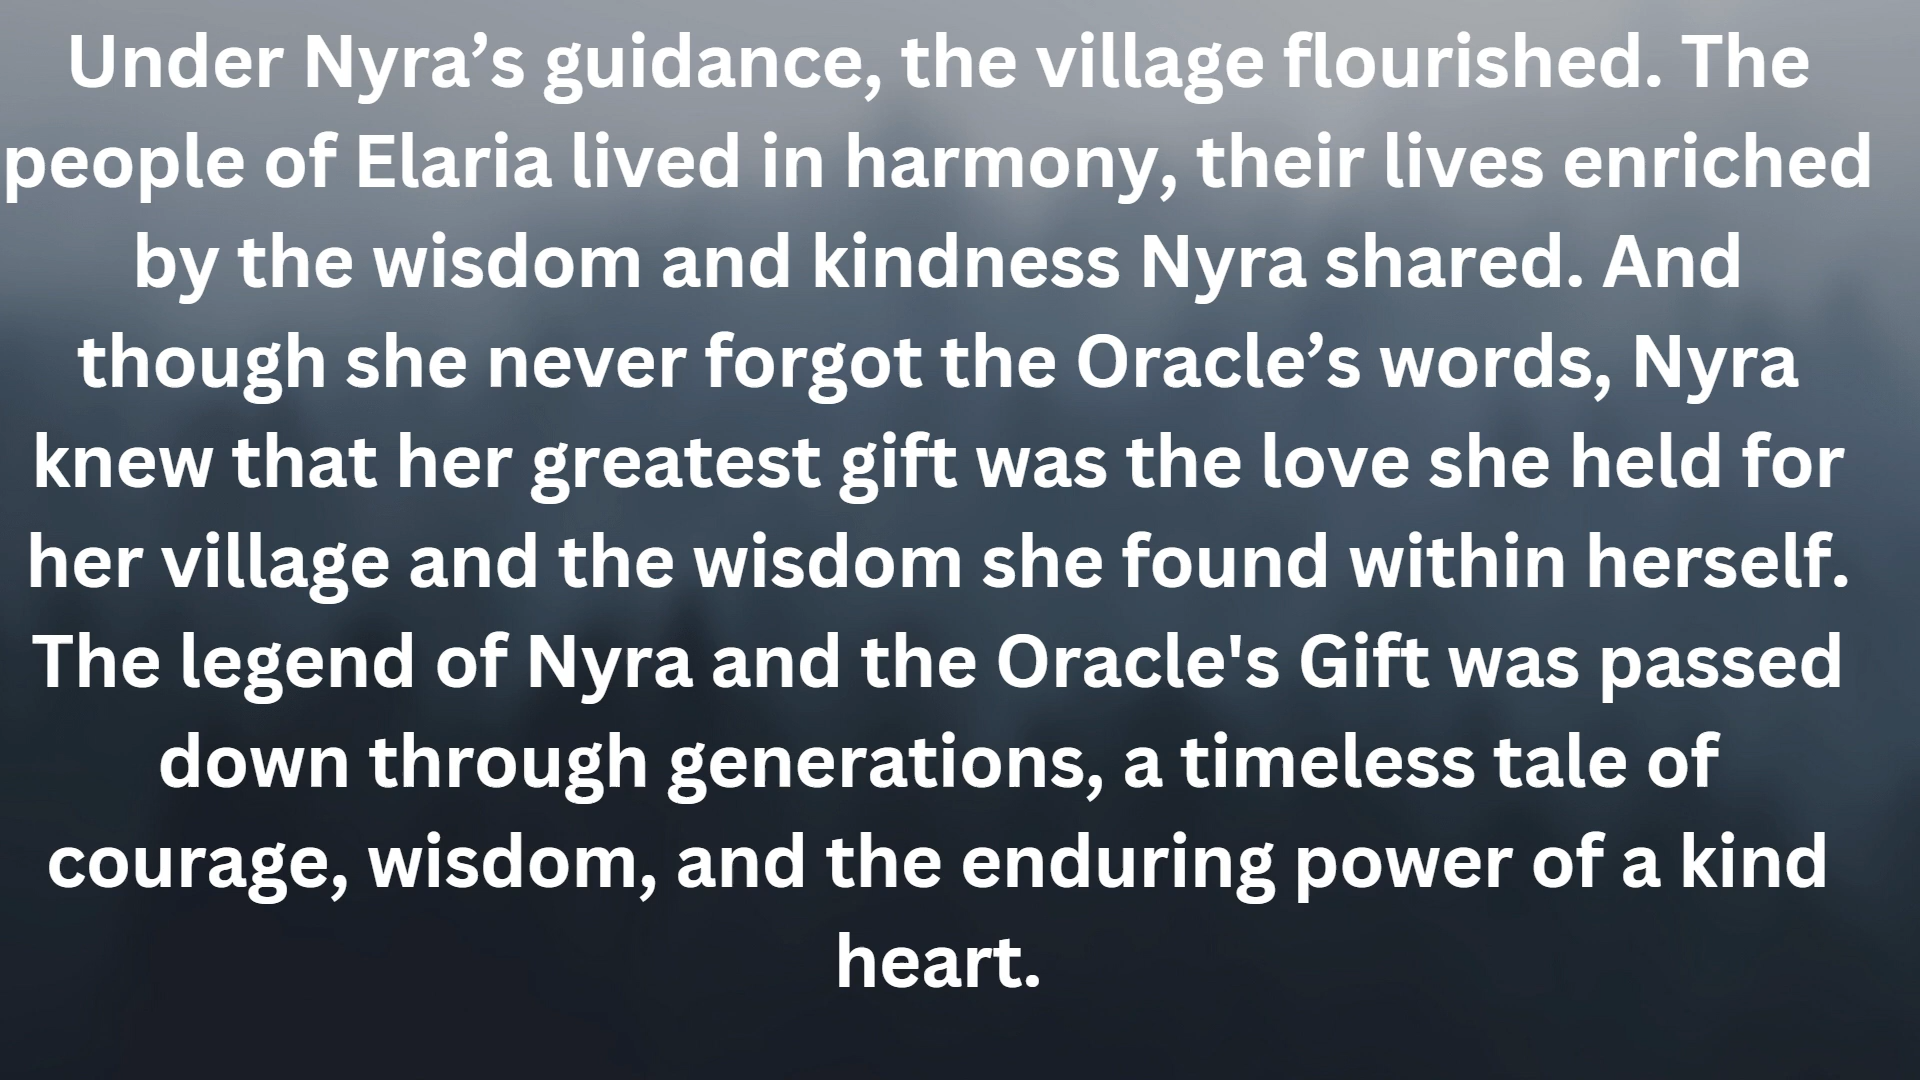 Under Nyra’s guidance, the village flourished. The
people of Elaria lived in harmony, their lives enriched
by the wisdom and kindness Nyra shared. And
though she never forgot the Oracle’s words, Nyra
knew that her greatest gift was the love she held for
her village and the wisdom she found within herself.
The legend of Nyra and the Oracle's Gift was passed
down through generations, a timeless tale of
courage, wisdom, and the enduring power of a kind
heart.